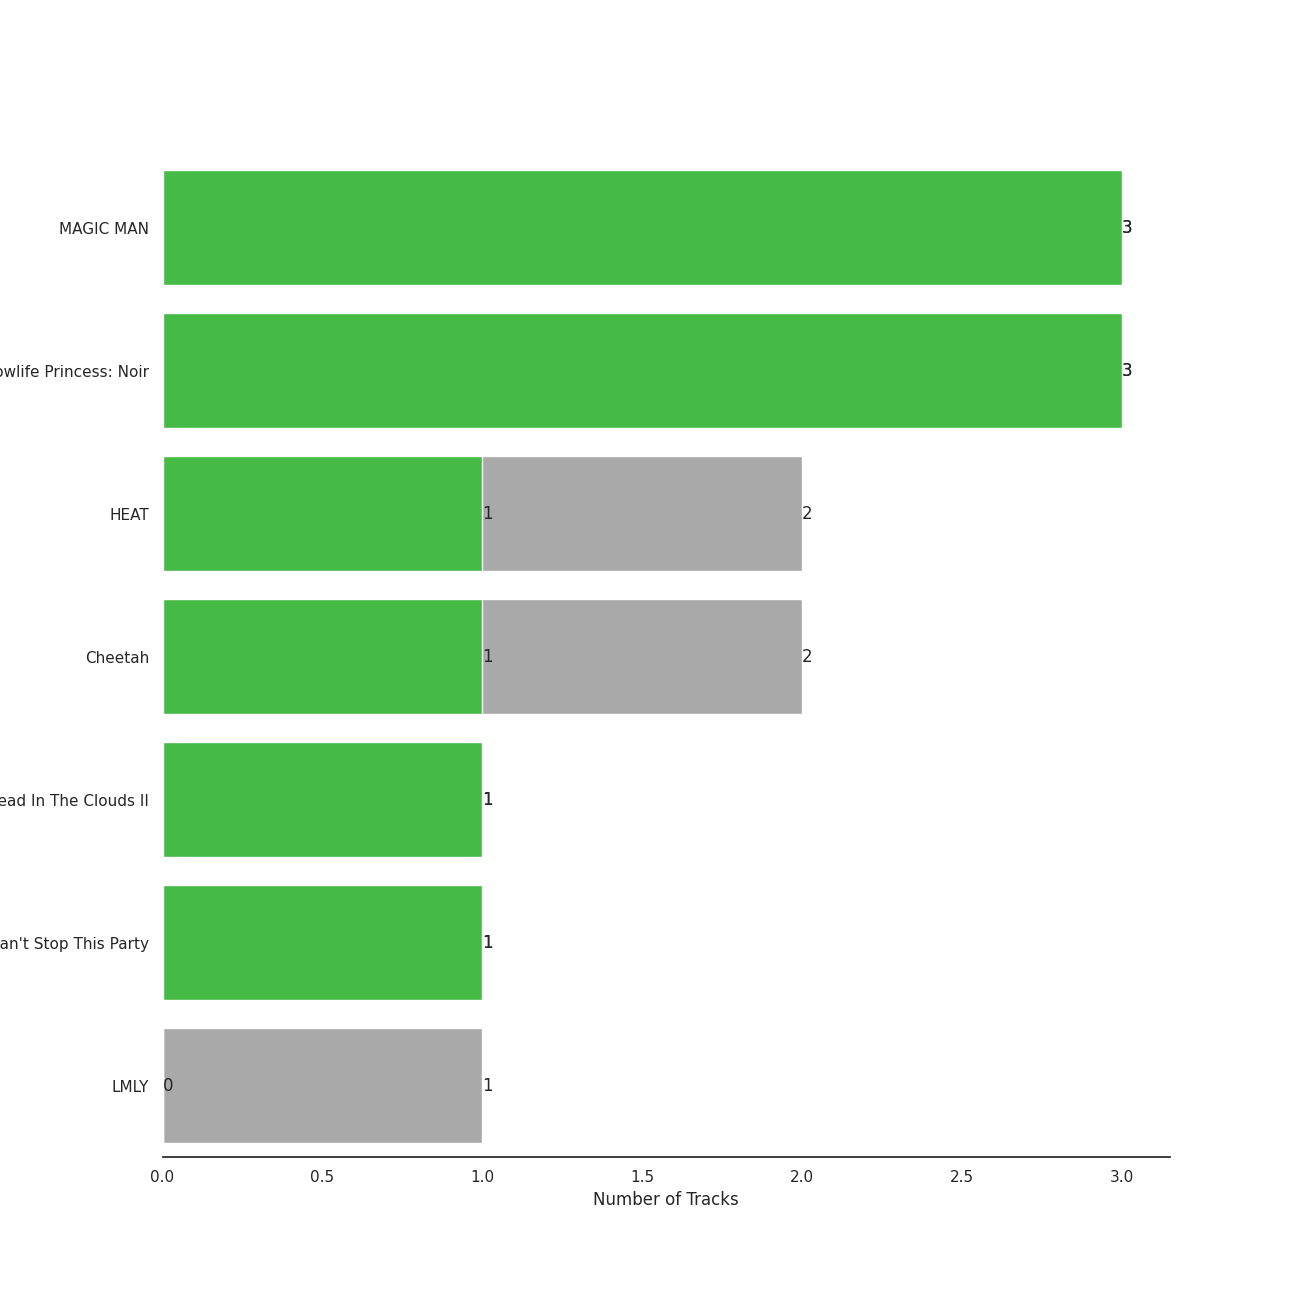 MAGIC MAN 3
owlife Princess: Noir 3
HEAT 1 2
Cheetah 1 2
ead In The Clouds II 1
an't Stop This Party 1
LMLY 0 1
0.0 0.5 1.0 1.5 2.0 2.5 3.0
Number of Tracks